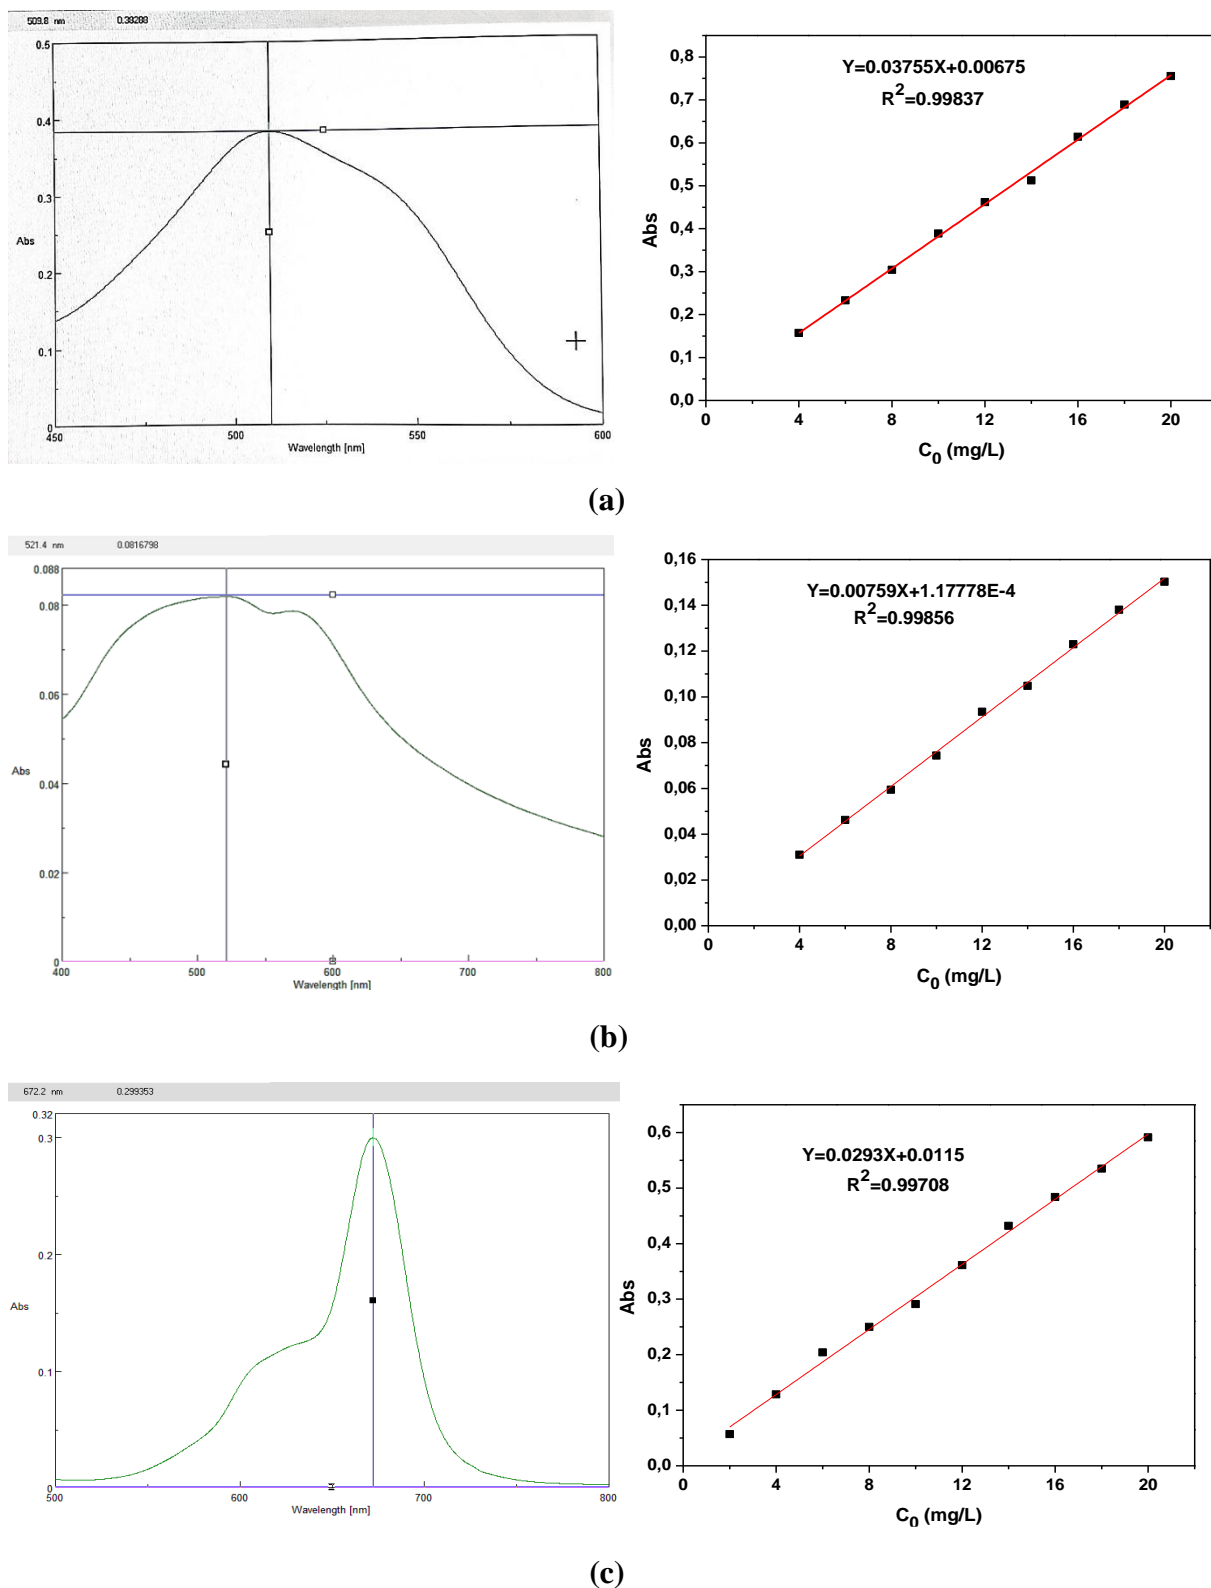 509.8 nm 0.38288
0.5
0.4
0.3
Abs
0.2
0.1
0
450 500 550 600
Wavelength [nm]
Y=0.03755X+0.00675
R²=0.99837
0,8
0,7
0,6
0,5
0,4
0,3
0,2
0,1
0,0
Abs
0 4 8 12 16 20
C₀ (mg/L)
(a)
521.4 nm 0.0816798
0.088
0.08
0.06
0.04
Abs
0.02
0
400 500 600 700 800
Wavelength [nm]
Y=0.00759X+1.17778E-4
R²=0.99856
0,16
0,14
0,12
0,10
0,08
0,06
0,04
0,02
0,00
Abs
0 4 8 12 16 20
C₀ (mg/L)
(b)
672.2 nm 0.299353
0.32
0.3
0.2
Abs
0.1
0
500 600 700 800
Wavelength [nm]
Y=0.0293X+0.0115
R²=0.99708
0,6
0,5
0,4
0,3
0,2
0,1
0,0
Abs
0 4 8 12 16 20
C₀ (mg/L)
(c)